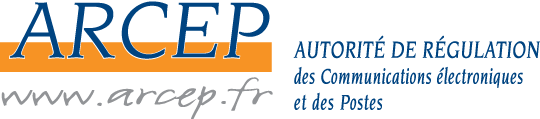 ARCEP
www.arcep.fr
AUTORITÉ DE RÉGULATION
des Communications électroniques
et des Postes